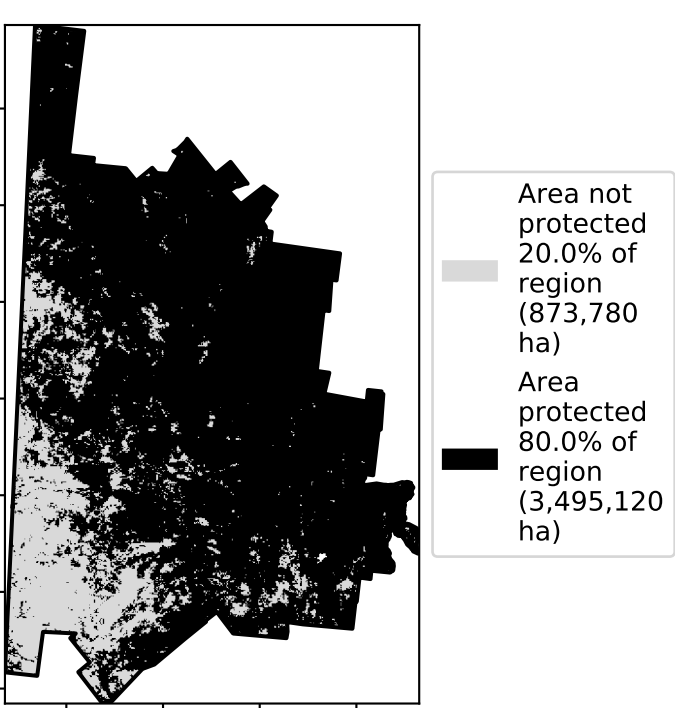 Area not
protected
20.0% of
region
(873,780
ha)
Area
protected
80.0% of
region
(3,495,120
ha)